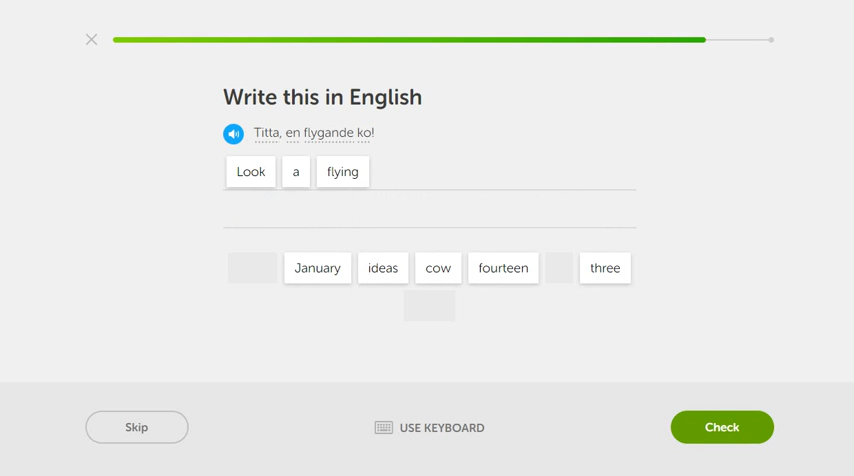 Write this in English
Titta, en flygande ko!
Look a flying
January ideas cow fourteen three
Skip USE KEYBOARD Check